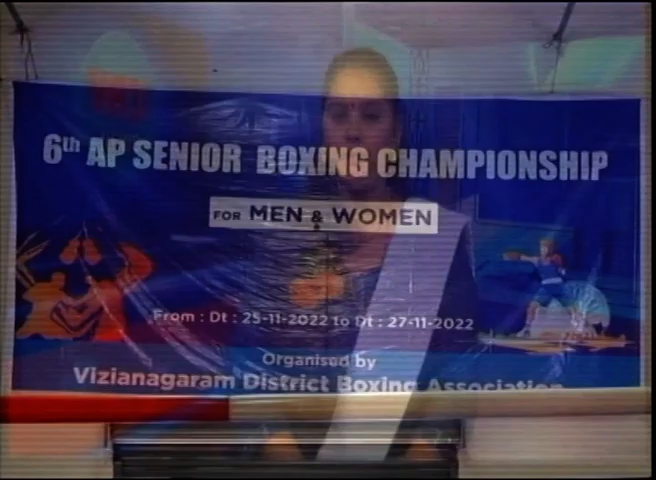 6th AP SENIOR BOXING CHAMPIONSHIP
FOR MEN & WOMEN
From : Dt : 25-11-2022 to Dt : 27-11-2022
Organised by
Vizianagaram District Boxing Association